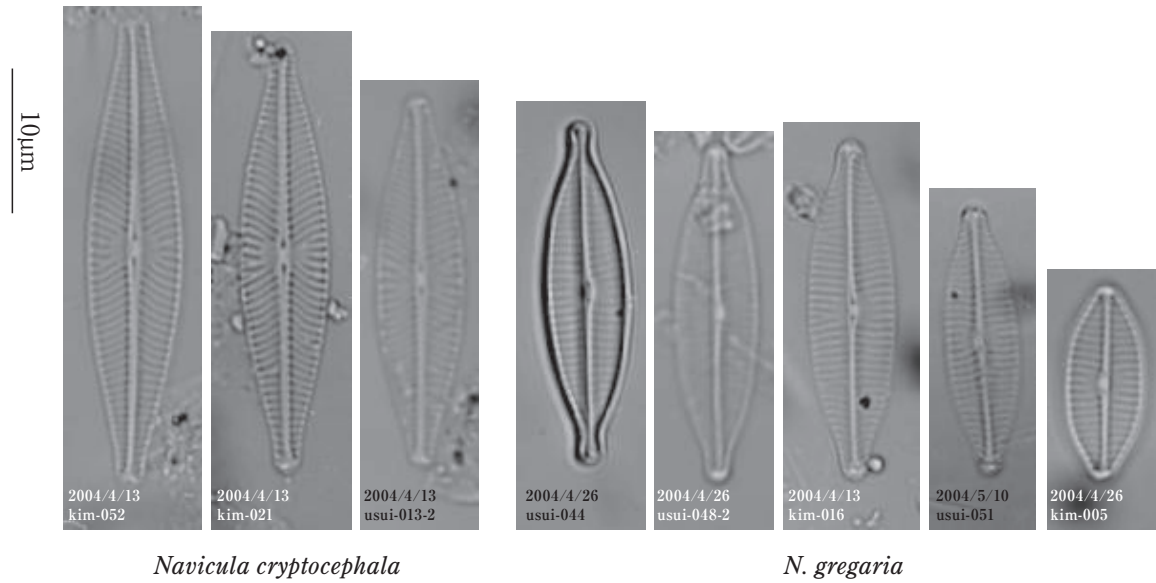 10μm
2004/4/13
kim-052
2004/4/13
kim-021
2004/4/13
usui-013-2
2004/4/26
usui-044
2004/4/26
usui-048-2
2004/4/13
kim-016
2004/5/10
usui-051
2004/4/26
kim-005
Navicula cryptocephala
N. gregaria